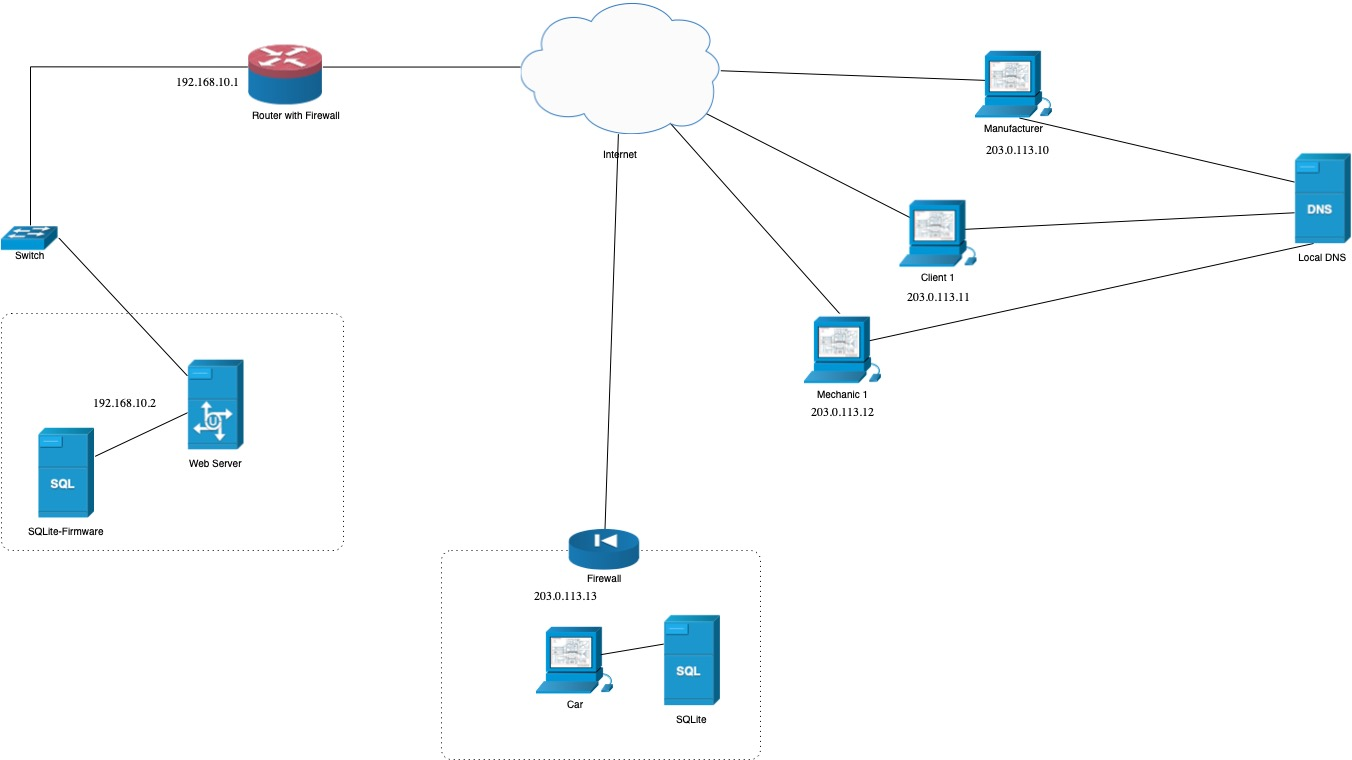 192.168.10.1
Router with Firewall
Internet
Manufacturer
203.0.113.10
DNS
Local DNS
Client 1
203.0.113.11
Switch
Mechanic 1
203.0.113.12
192.168.10.2
U
Web Server
SQL
SQLite-Firmware
Firewall
203.0.113.13
Car
SQL
SQLite